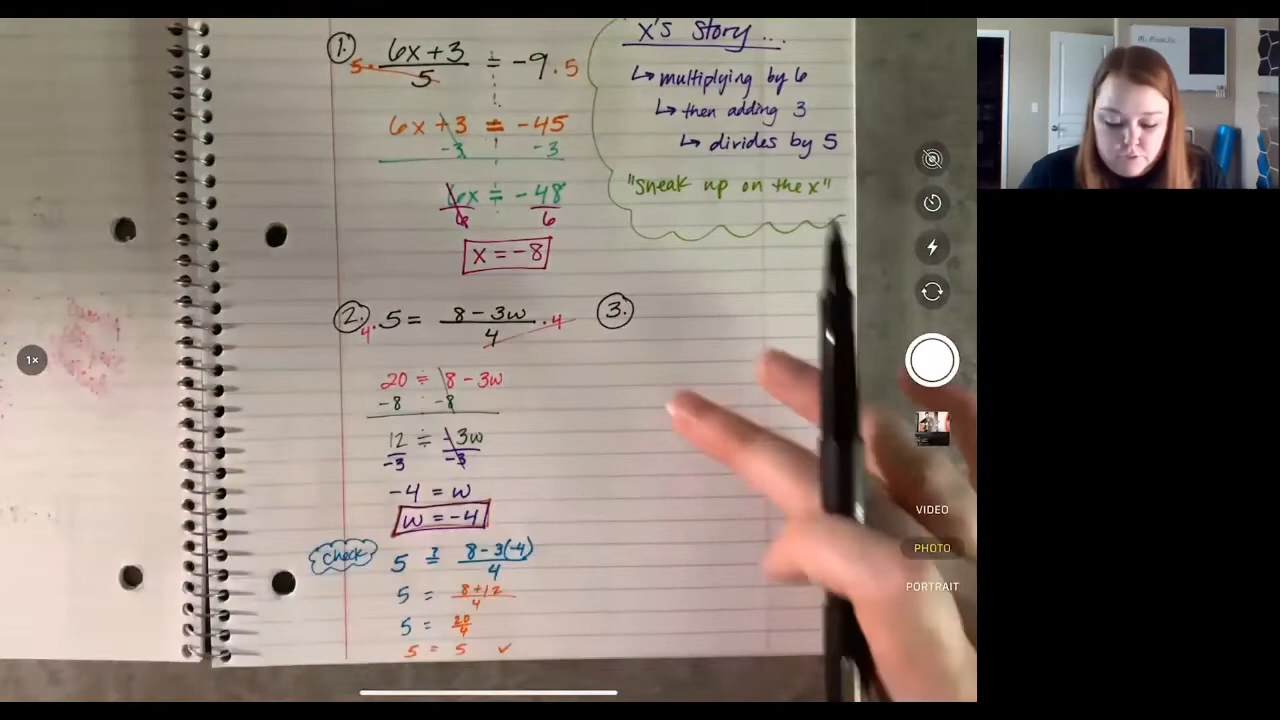 1. 6x + 3
5 · 5 = -9 · 5
6x + 3 = -45
-3 -3
6x = -48
6 6
x = -8
x's Story...
↳ multiplying by 6
↳ then adding 3
↳ divides by 5
"Sneak up on the x"
2. 4 · 5 = 8 - 3w
4 · 4
20 = 8 - 3w
-8 -8
12 = -3w
-3 -3
-4 = w
w = -4
check
5 ≟ 8 - 3(-4)
4
5 = 8 + 12
4
5 = 20
4
5 = 5 ✓
3.
1x
VIDEO
PHOTO
PORTRAIT